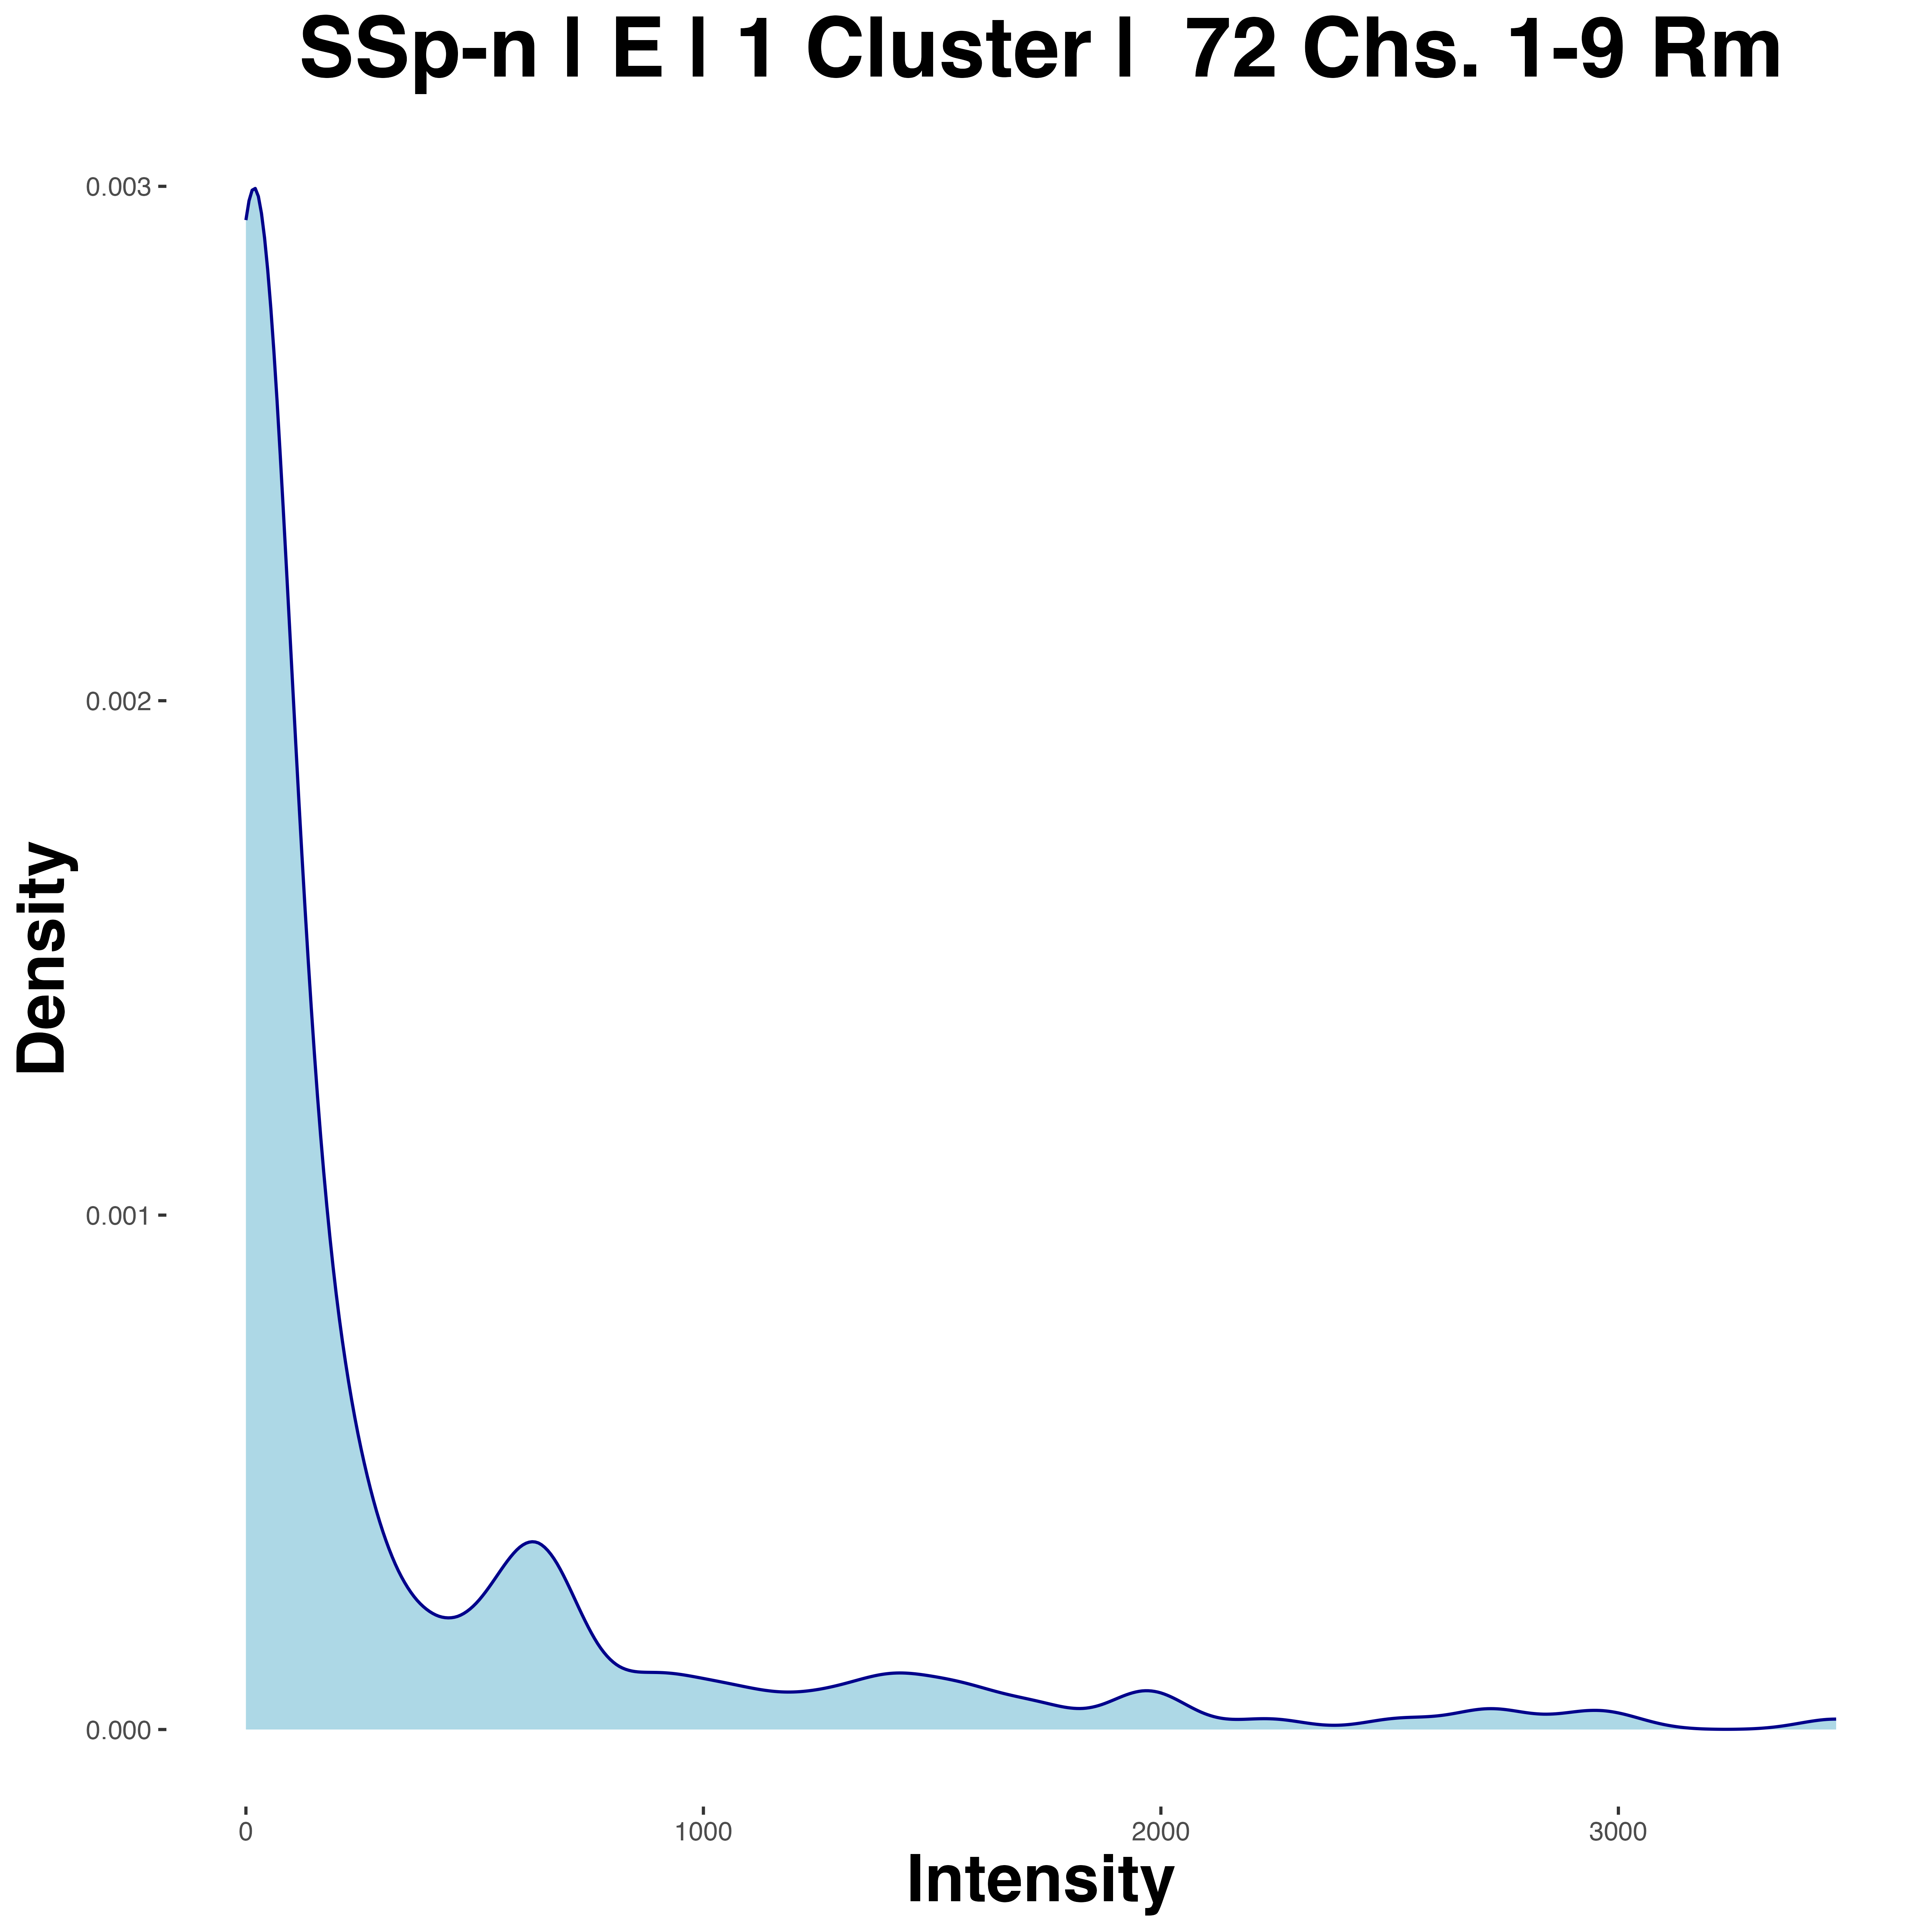 SSp-n | E | 1 Cluster | 72 Chs. 1-9 Rm
0.003
0.002
0.001
0.000
Density
0 1000 2000 3000
Intensity